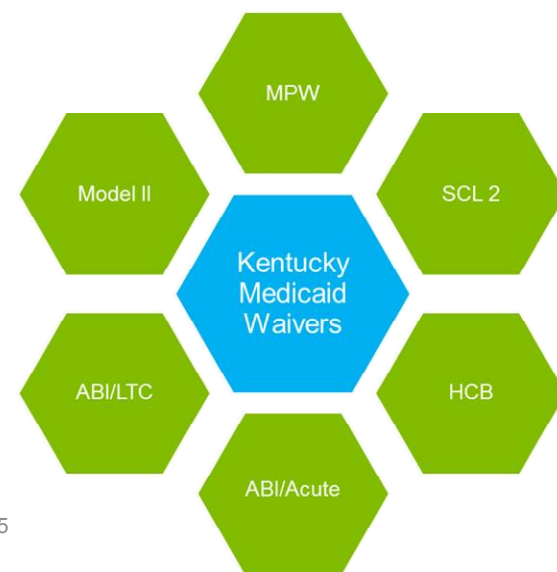 MPW
Model II
SCL 2
Kentucky
Medicaid
Waivers
ABI/LTC
HCB
ABI/Acute
5